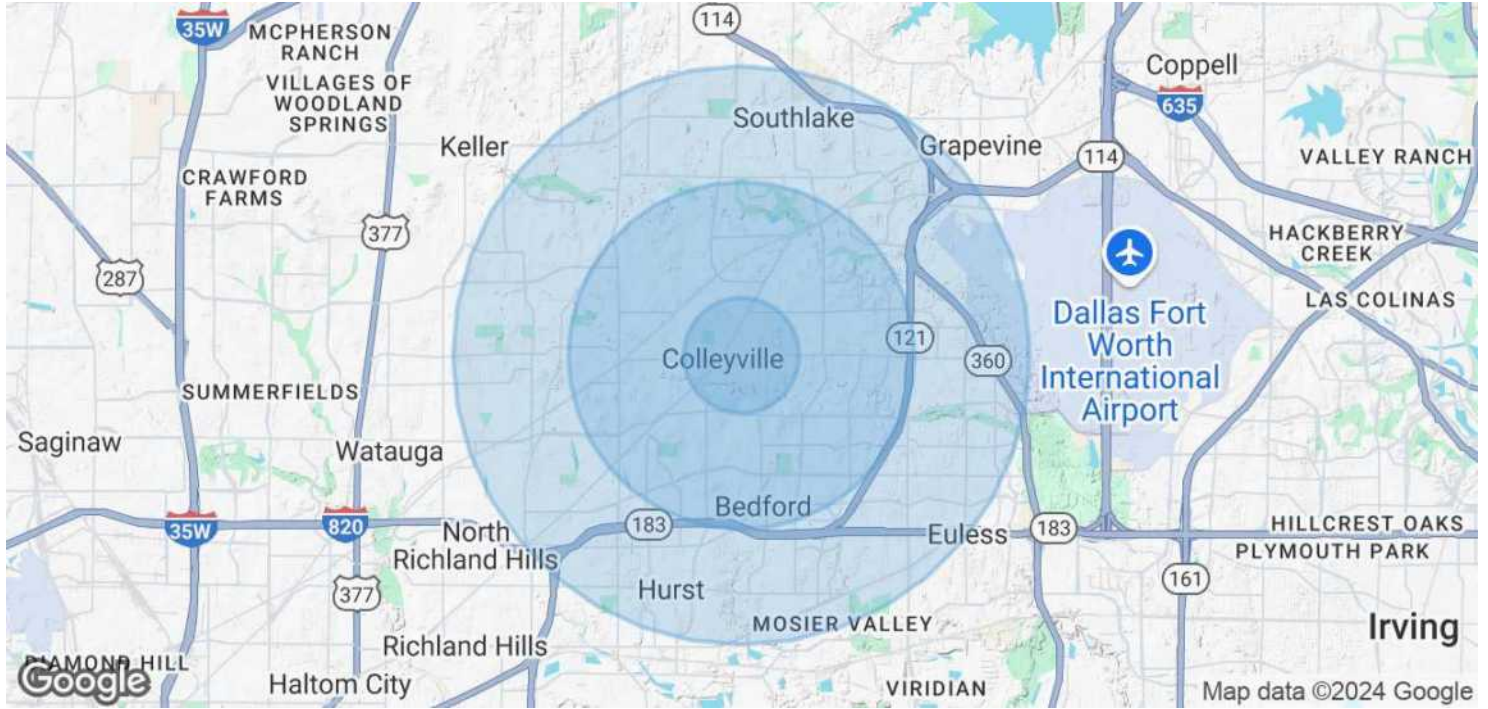 114
35W
MCPHERSON
RANCH
Coppell
VILLAGES OF
WOODLAND
SPRINGS
635
Southlake
Keller
Grapevine
114
VALLEY RANCH
CRAWFORD
FARMS
377
HACKBERRY
CREEK
287
LAS COLINAS
Dallas Fort
Worth
International
Airport
121
Colleyville
360
SUMMERFIELDS
Saginaw
Watauga
Bedford
35W
820
183
North
Richland Hills
Euless
183
HILLCREST OAKS
PLYMOUTH PARK
377
Hurst
161
MOSIER VALLEY
Irving
Richland Hills
DIAMOND HILL
Google
Haltom City
VIRIDIAN
Map data ©2024 Google